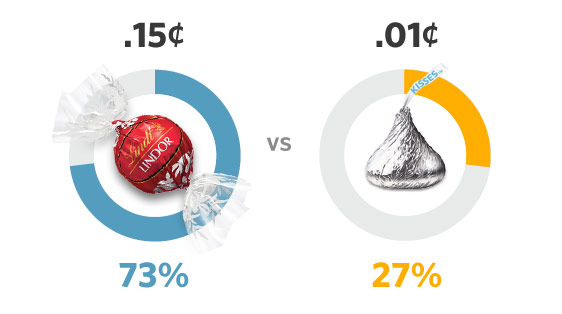 .15¢
.01¢
Lindt
LINDOR
vs
KISSES
73%
27%